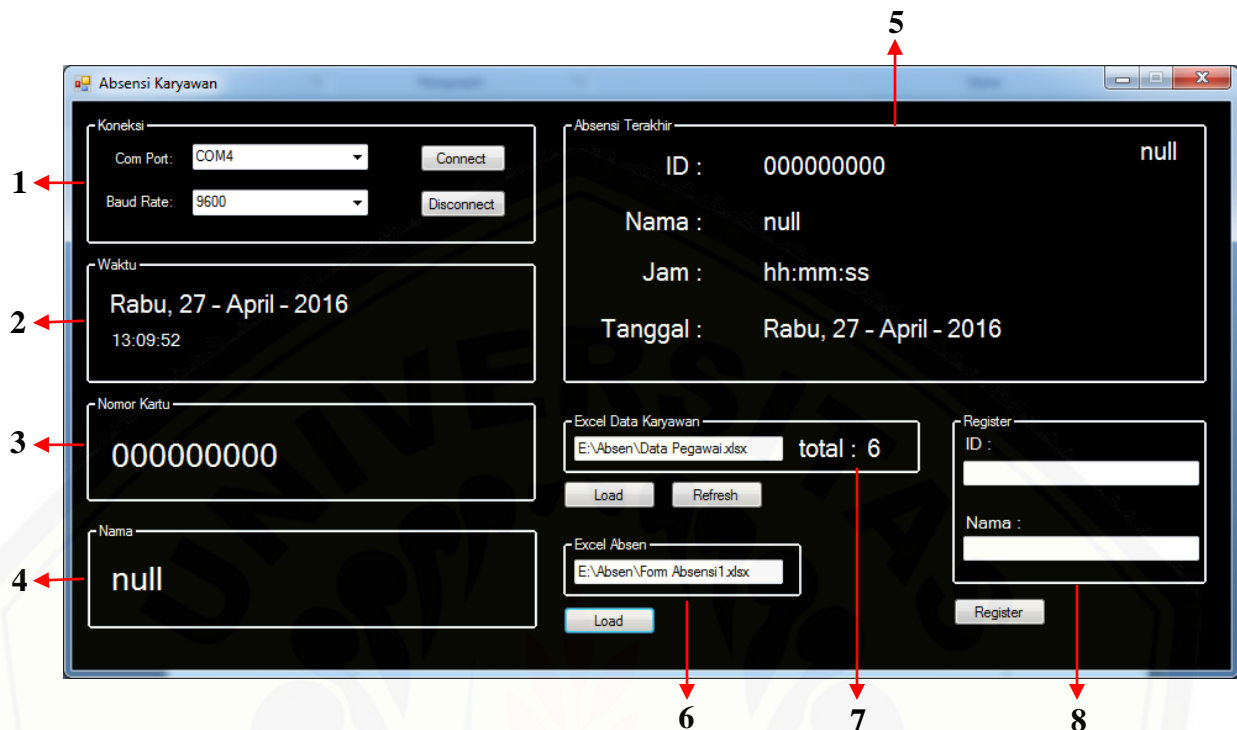 5
Absensi Karyawan
Koneksi
Com Port: COM4 Connect
1
Baud Rate: 9600 Disconnect
Waktu
Rabu, 27 - April - 2016
2
13:09:52
Nomor Kartu
3
000000000
Nama
4
null
Absensi Terakhir
null
ID : 000000000
Nama : null
Jam : hh:mm:ss
Tanggal : Rabu, 27 - April - 2016
Excel Data Karyawan
E:\Absen\Data Pegawai.xlsx total : 6
Load Refresh
Excel Absen
E:\Absen\Form Absensi1.xlsx
Load
Register
ID :
Nama :
Register
6 7 8
UNIVERSITAS